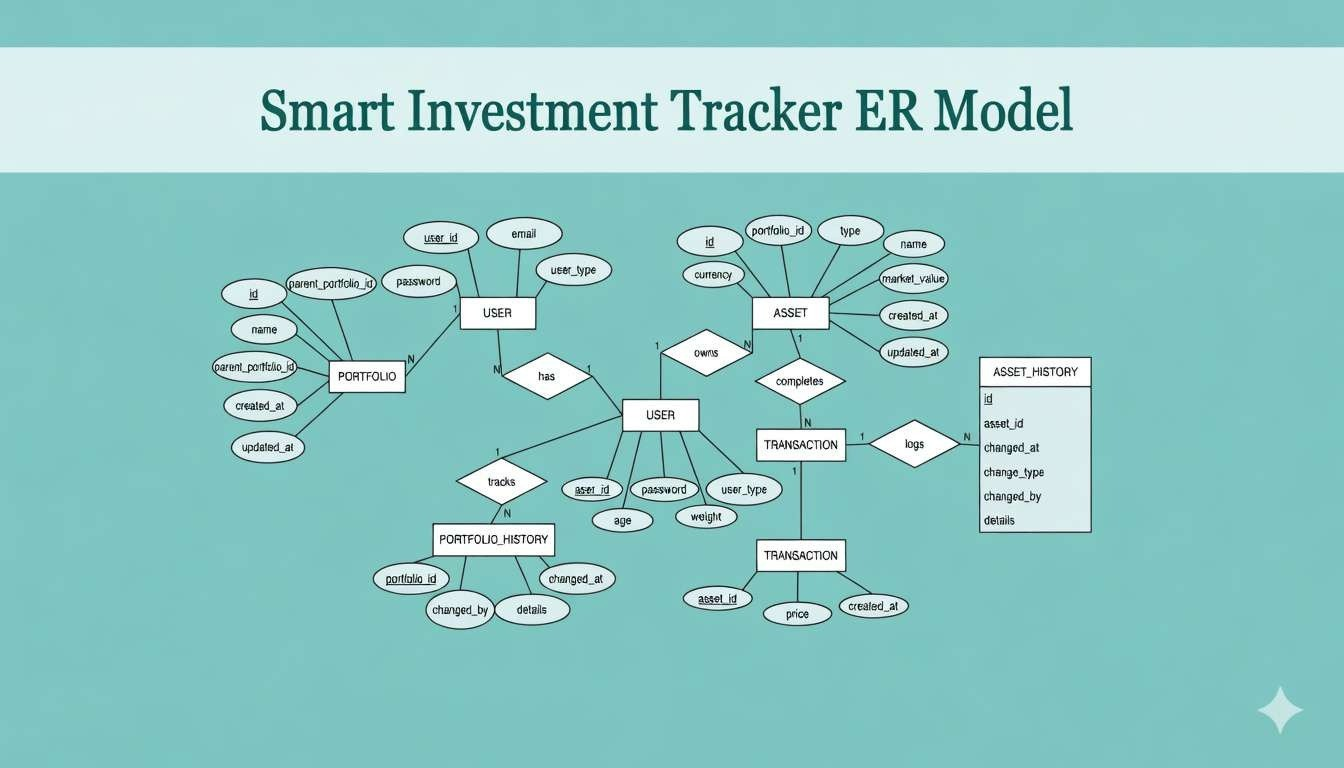 Smart Investment Tracker ER Model
user_id
email
user_type
password
USER
id
parent_portfolio_id
name
parent_portfolio_id
created_at
updated_at
PORTFOLIO
1
N
N
has
1
id
portfolio_id
type
name
currency
market_value
created_at
updated_at
ASSET
1
owns
N
1
completes
N
USER
user_id
password
user_type
age
weight
1
tracks
N
PORTFOLIO_HISTORY
portfolio_id
changed_at
changed_by
details
TRANSACTION
1
logs
N
1
TRANSACTION
asset_id
price
created_at
ASSET_HISTORY
id
asset_id
changed_at
change_type
changed_by
details